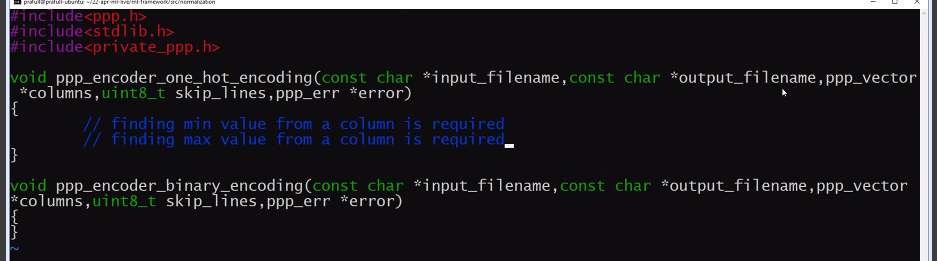 prafull@prafull-ubuntu: ~/22-apr-ml-live/ml-framework/src/normalization
#include<ppp.h>
#include<stdlib.h>
#include<private_ppp.h>
void ppp_encoder_one_hot_encoding(const char *input_filename,const char *output_filename,ppp_vector
*columns,uint8_t skip_lines,ppp_err *error)
{
// finding min value from a column is required
// finding max value from a column is required
}
void ppp_encoder_binary_encoding(const char *input_filename,const char *output_filename,ppp_vector
*columns,uint8_t skip_lines,ppp_err *error)
{
}
~